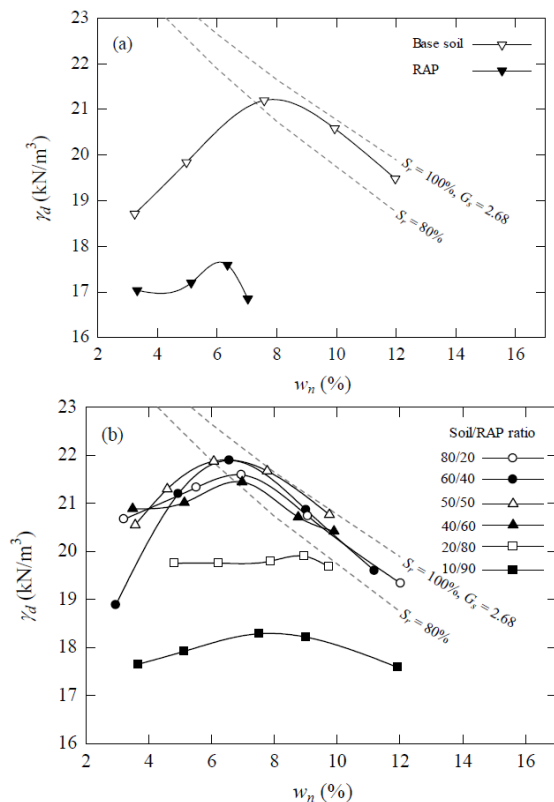 23
(a)
Base soil
22
RAP
21
γd (kN/m³)
20
19
Sr = 100%, Gs = 2.68
Sr = 80%
18
17
16
2 4 6 8 10 12 14 16
wn (%)
23
(b)
Soil/RAP ratio
80/20
22
60/40
50/50
21
40/60
20/80
γd (kN/m³)
20
10/90
Sr = 100%, Gs = 2.68
19
Sr = 80%
18
17
16
2 4 6 8 10 12 14 16
wn (%)